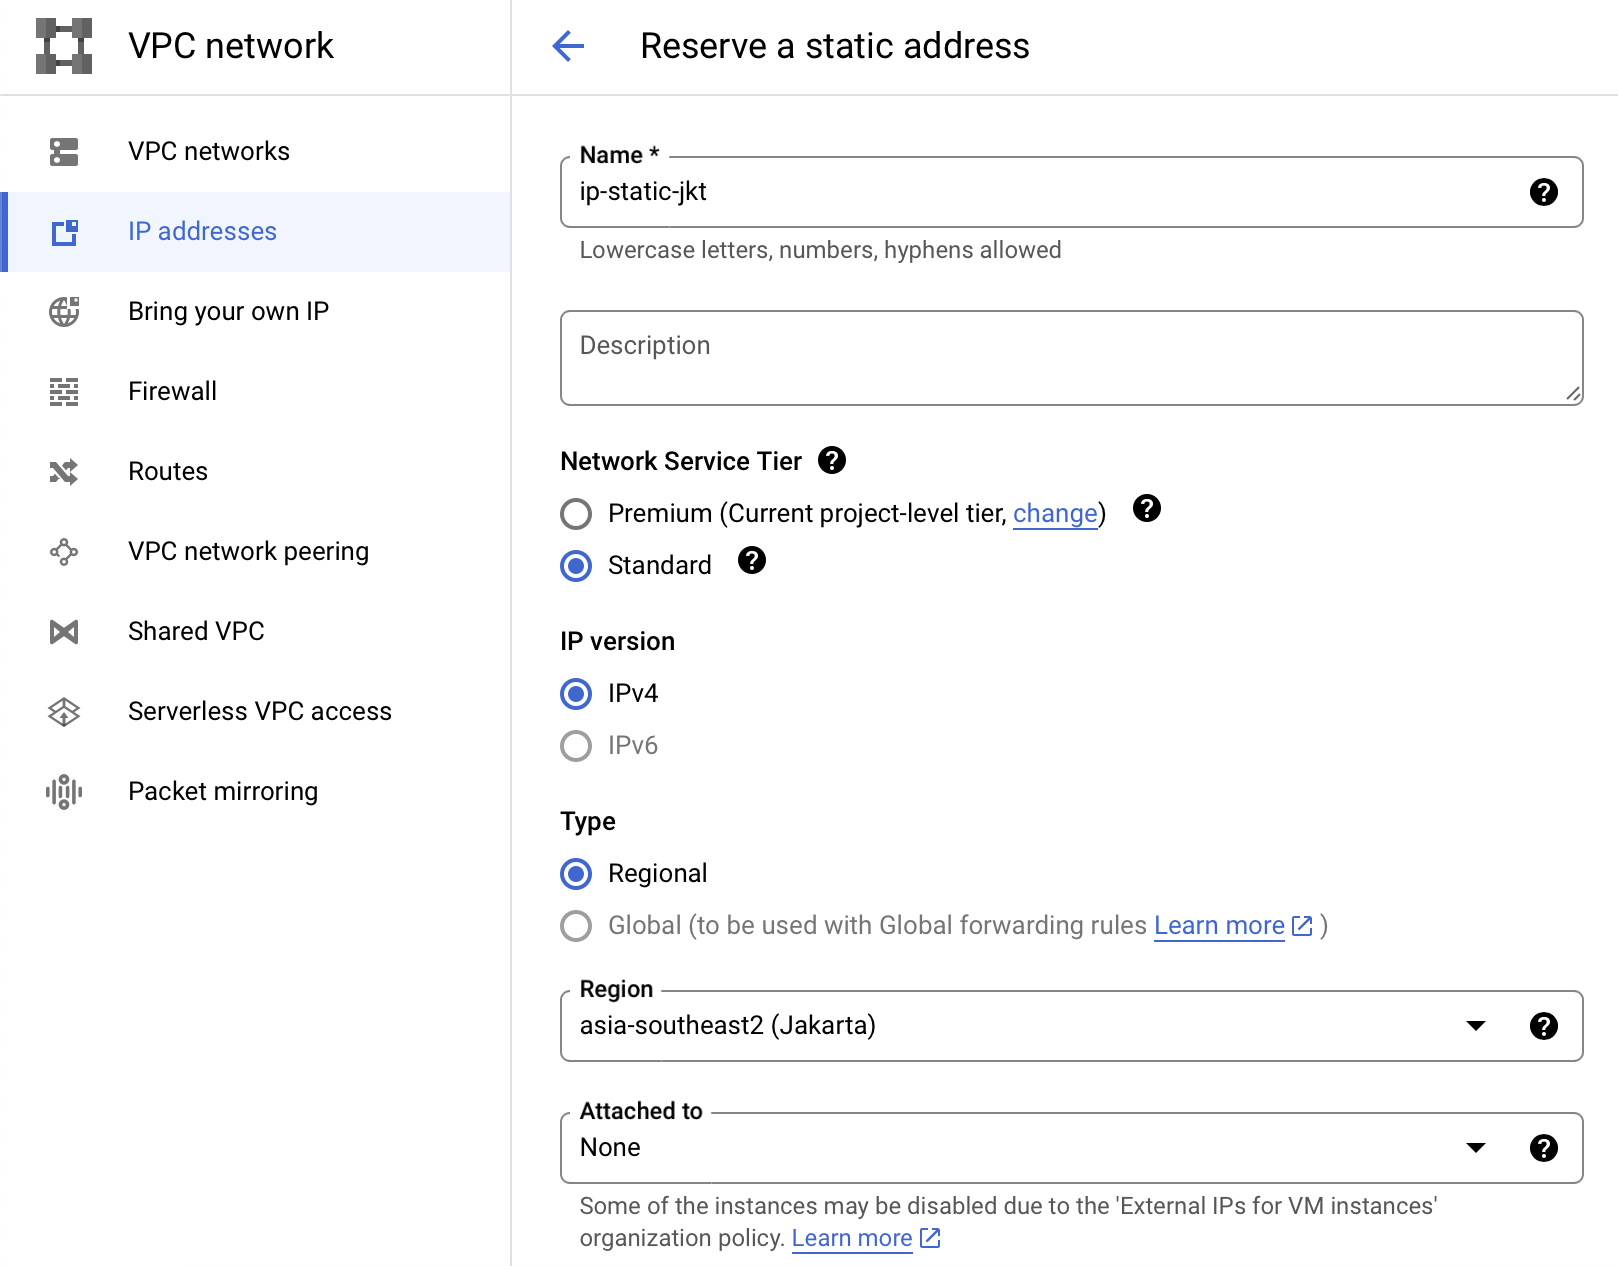 VPC network
Reserve a static address
VPC networks
IP addresses
Bring your own IP
Firewall
Routes
VPC network peering
Shared VPC
Serverless VPC access
Packet mirroring
Name *
ip-static-jkt
Lowercase letters, numbers, hyphens allowed
Description
Network Service Tier
Premium (Current project-level tier, change)
Standard
IP version
IPv4
IPv6
Type
Regional
Global (to be used with Global forwarding rules Learn more )
Region
asia-southeast2 (Jakarta)
Attached to
None
Some of the instances may be disabled due to the 'External IPs for VM instances'
organization policy. Learn more